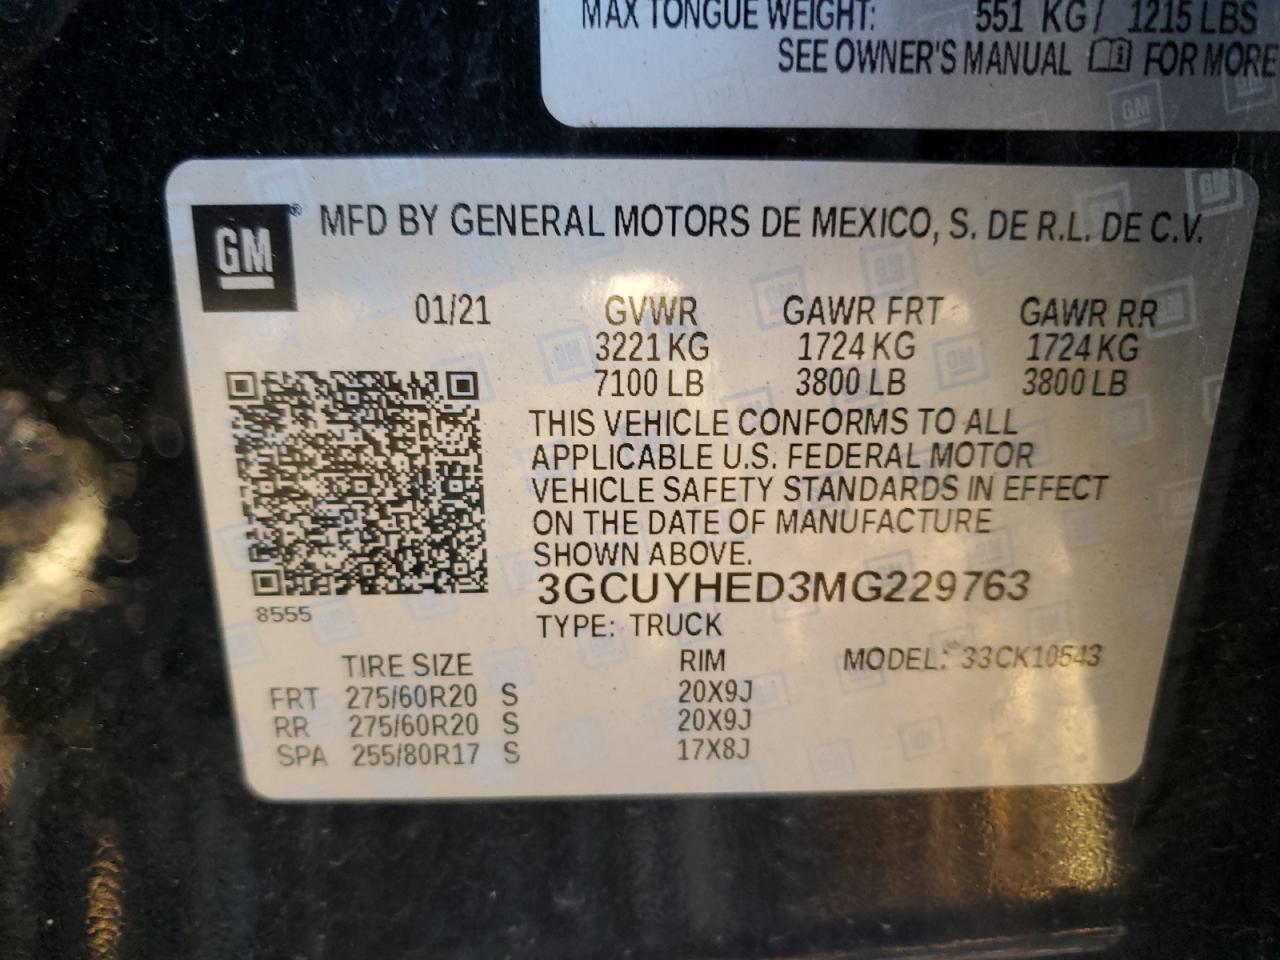 MAX TONGUE WEIGHT: 551 KG / 1215 LBS
SEE OWNER'S MANUAL FOR MORE
GM® MFD BY GENERAL MOTORS DE MEXICO, S. DE R.L. DE C.V.
01/21 GVWR GAWR FRT GAWR RR
3221 KG 1724 KG 1724 KG
7100 LB 3800 LB 3800 LB
THIS VEHICLE CONFORMS TO ALL
APPLICABLE U.S. FEDERAL MOTOR
VEHICLE SAFETY STANDARDS IN EFFECT
ON THE DATE OF MANUFACTURE
SHOWN ABOVE.
3GCUYHED3MG229763
8555
TYPE: TRUCK
TIRE SIZE RIM MODEL: 33CK10543
FRT 275/60R20 S 20X9J
RR 275/60R20 S 20X9J
SPA 255/80R17 S 17X8J